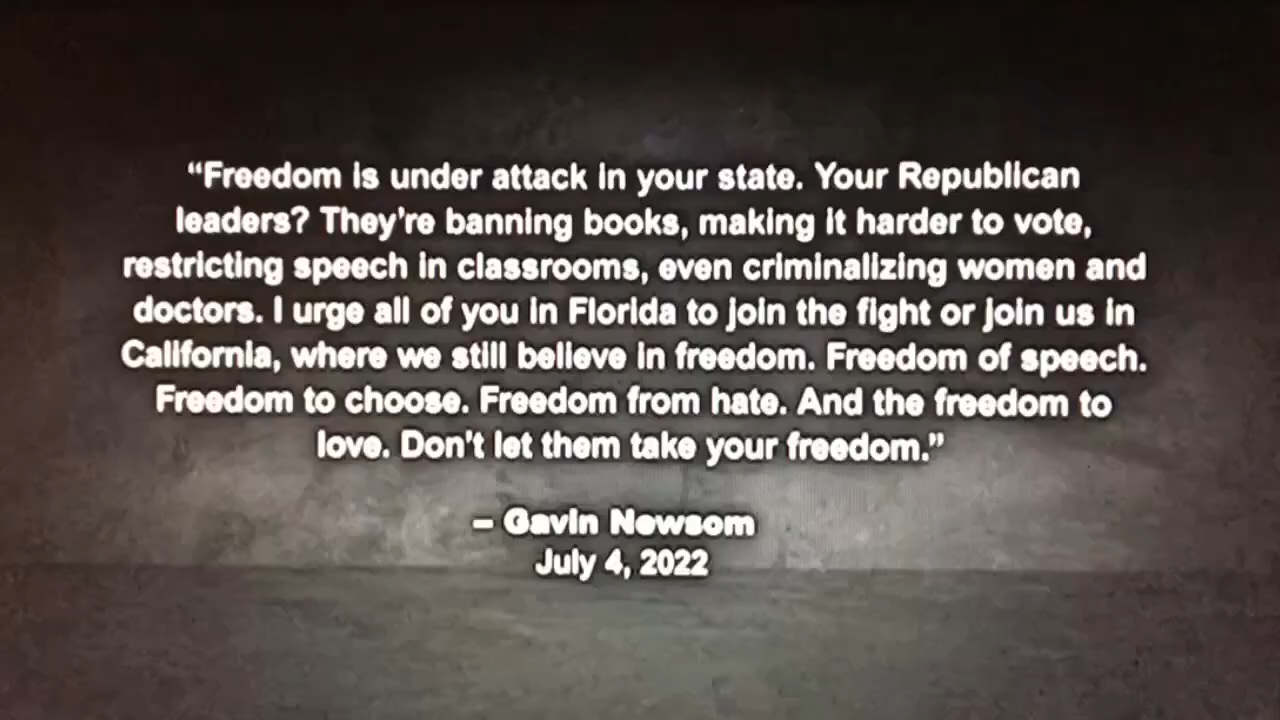 “Freedom is under attack in your state. Your Republican
leaders? They're banning books, making it harder to vote,
restricting speech in classrooms, even criminalizing women and
doctors. I urge all of you in Florida to join the fight or join us in
California, where we still believe in freedom. Freedom of speech.
Freedom to choose. Freedom from hate. And the freedom to
love. Don't let them take your freedom.”
– Gavin Newsom
July 4, 2022